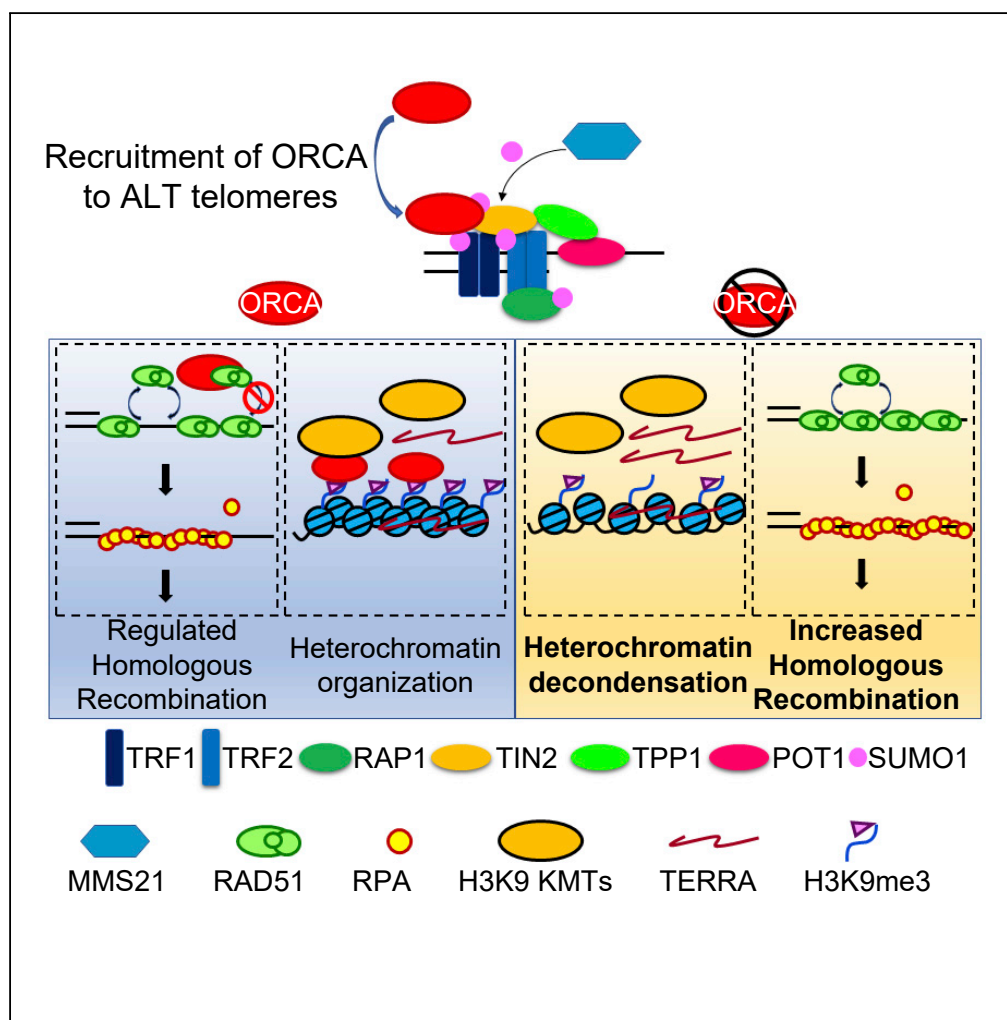 Recruitment of ORCA
to ALT telomeres
ORCA
ORCA
Regulated
Homologous
Recombination
Heterochromatin
organization
Heterochromatin
decondensation
Increased
Homologous
Recombination
TRF1 TRF2 RAP1 TIN2 TPP1 POT1 SUMO1
MMS21 RAD51 RPA H3K9 KMTs TERRA H3K9me3